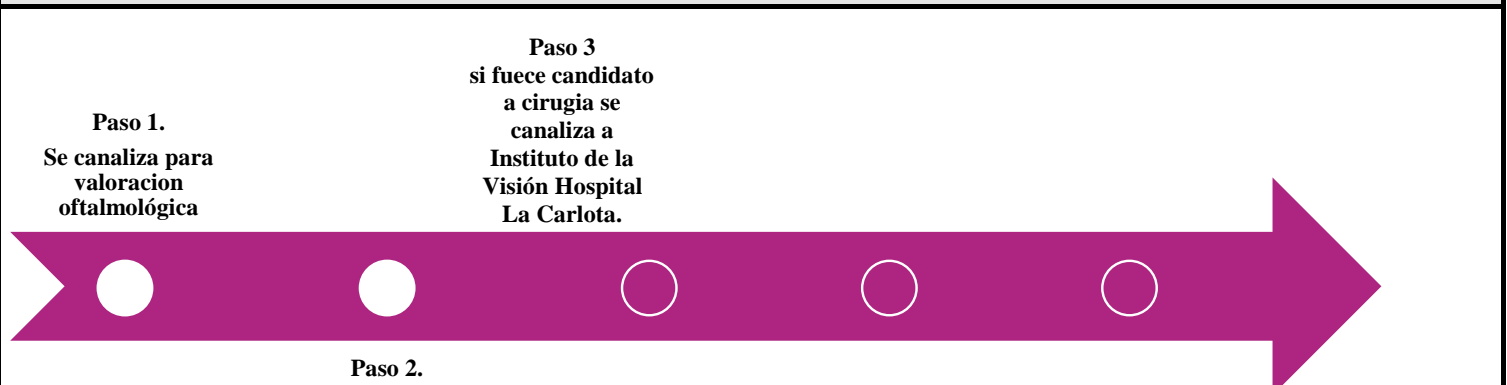 Paso 1.
Se canaliza para
valoracion
oftalmológica
Paso 2.
Paso 3
si fuece candidato
a cirugia se
canaliza a
Instituto de la
Visión Hospital
La Carlota.